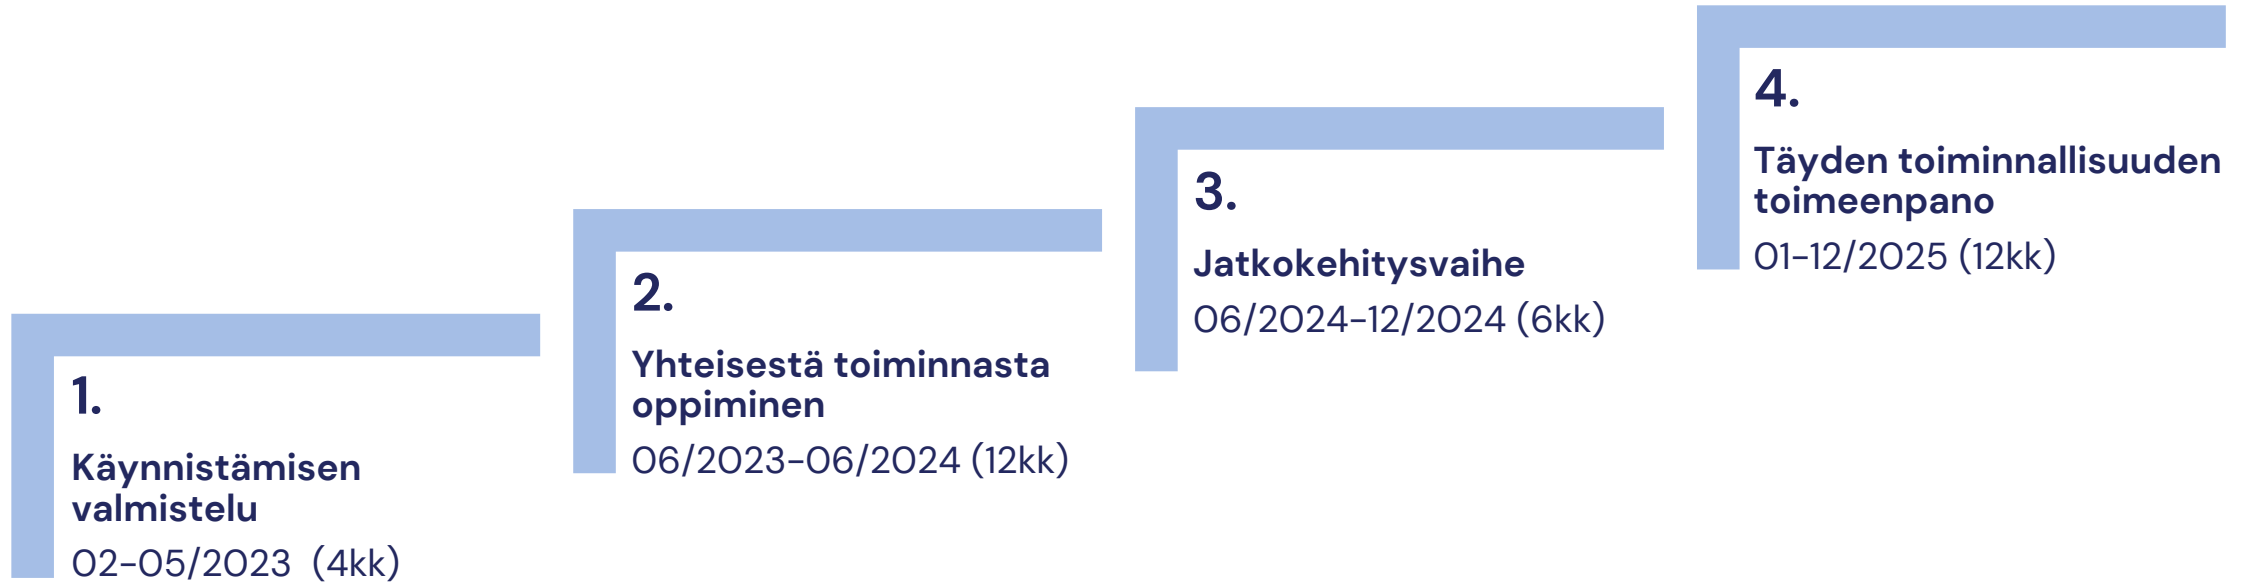 1.
Käynnistämisen
valmistelu
02-05/2023  (4kk)
2.
Yhteisestä toiminnasta
oppiminen
06/2023-06/2024 (12kk)
3.
Jatkokehitysvaihe
06/2024-12/2024 (6kk)
4.
Täyden toiminnallisuuden
toimeenpano
01-12/2025 (12kk)